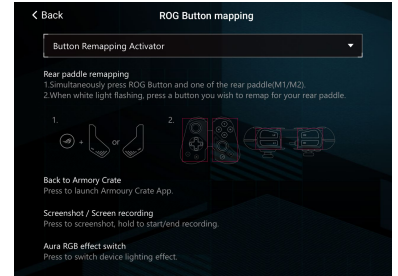 Back
ROG Button mapping
Button Remapping Activator
Rear paddle remapping
1.Simultaneously press ROG Button and one of the rear paddle(M1/M2).
2.When white light flashing, press a button you wish to remap for your rear paddle.
1.
2.
+
or
Back to Armory Crate
Press to launch Armoury Crate App.
Screenshot / Screen recording
Press to screenshot, hold to start/end recording.
Aura RGB effect switch
Press to switch device lighting effect.